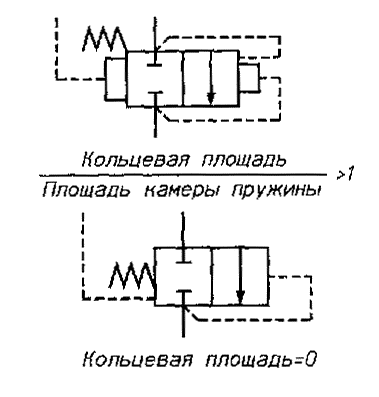 Кольцевая площадь
Площадь камеры пружины >1
Кольцевая площадь=0